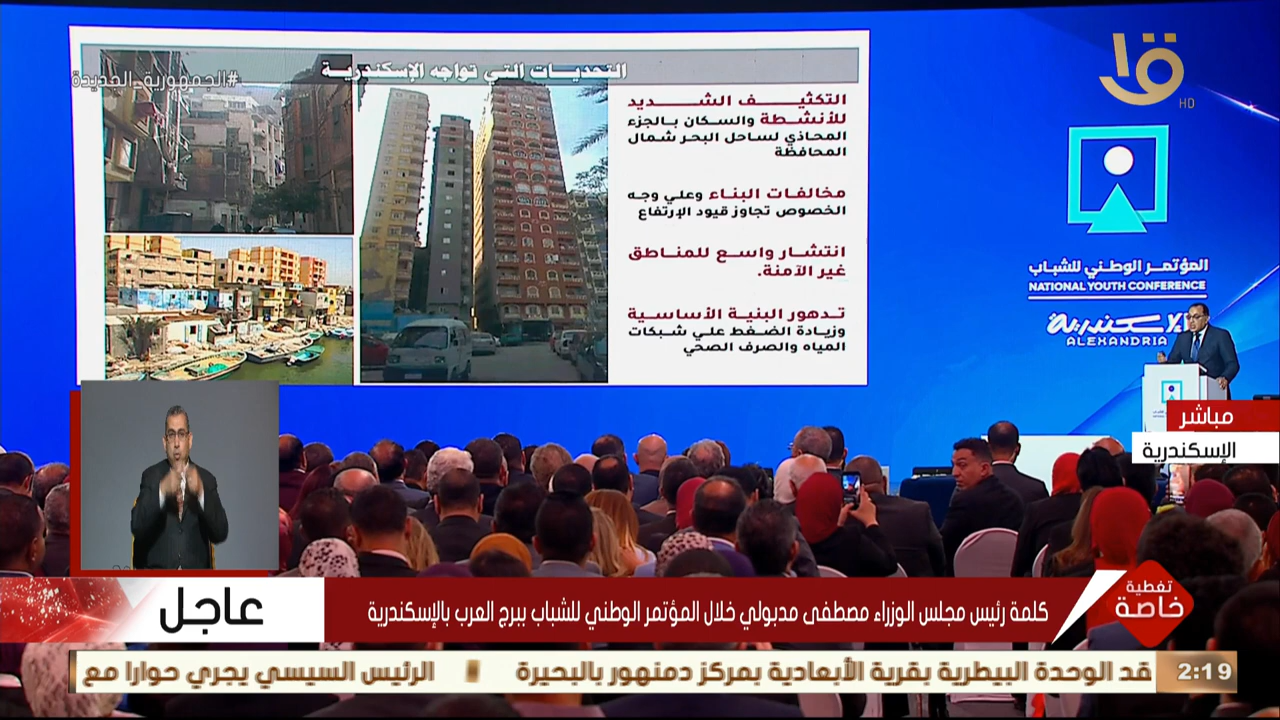 #الجمهورية_الجديدة
التحديات التي تواجه الإسكندرية
التكثيف الشديد
للأنشطة والسكان بالجزء
المحاذي لساحل البحر شمال
المحافظة
مخالفات البناء وعلي وجه
الخصوص تجاوز قيود الإرتفاع
انتشار واسع للمناطق
غير الآمنة.
تدهور البنية الأساسية
وزيادة الضغط علي شبكات
المياه والصرف الصحي
HD
المؤتمر الوطني للشباب
NATIONAL YOUTH CONFERENCE
الإسكندرية
ALEXANDRIA
مباشر
الإسكندرية
تغطية
خاصة
كلمة رئيس مجلس الوزراء مصطفى مدبولي خلال المؤتمر الوطني للشباب ببرج العرب بالإسكندرية
عاجل
2:19
قد الوحدة البيطرية بقرية الأبعادية بمركز دمنهور بالبحيرة
الرئيس السيسي يجري حوارا مع